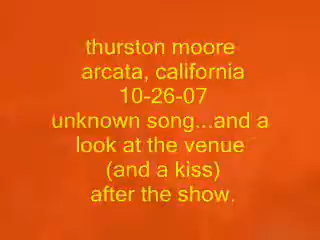 thurston moore
arcata, california
10-26-07
unknown song...and a
look at the venue
(and a kiss)
after the show.